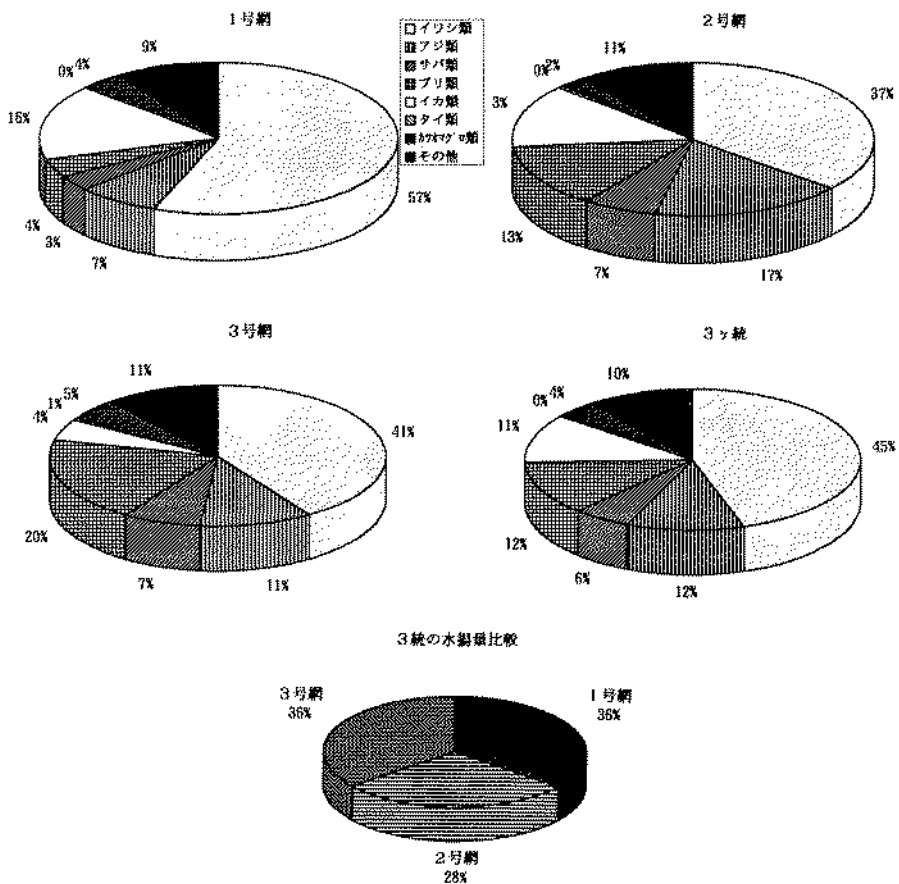 1号網
9%
4%
0%
16%
4%
3%
7%
57%
イワシ類
アジ類
サバ類
ブリ類
イカ類
タイ類
カツオマグロ類
その他
2号網
11%
2%
0%
3%
13%
7%
17%
37%
3号網
11%
5%
1%
4%
20%
7%
11%
41%
3ヶ統
10%
4%
0%
11%
12%
6%
12%
45%
3統の水揚量比較
3号網
36%
1号網
36%
2号網
28%